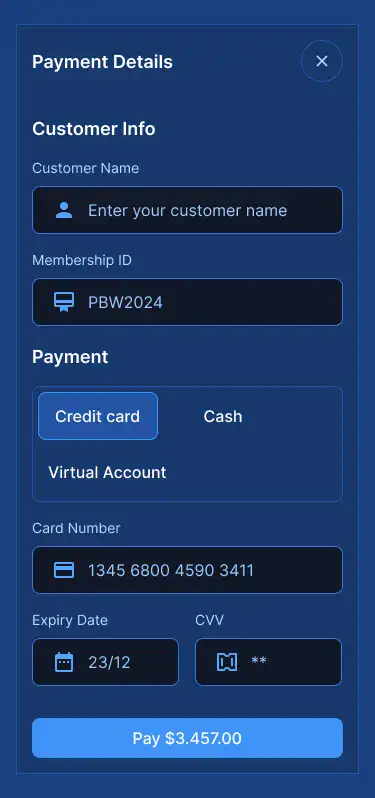 Payment Details
Customer Info
Customer Name
Enter your customer name
Membership ID
PBW2024
Payment
Credit card Cash
Virtual Account
Card Number
1345 6800 4590 3411
Expiry Date CVV
23/12 **
Pay $3.457.00